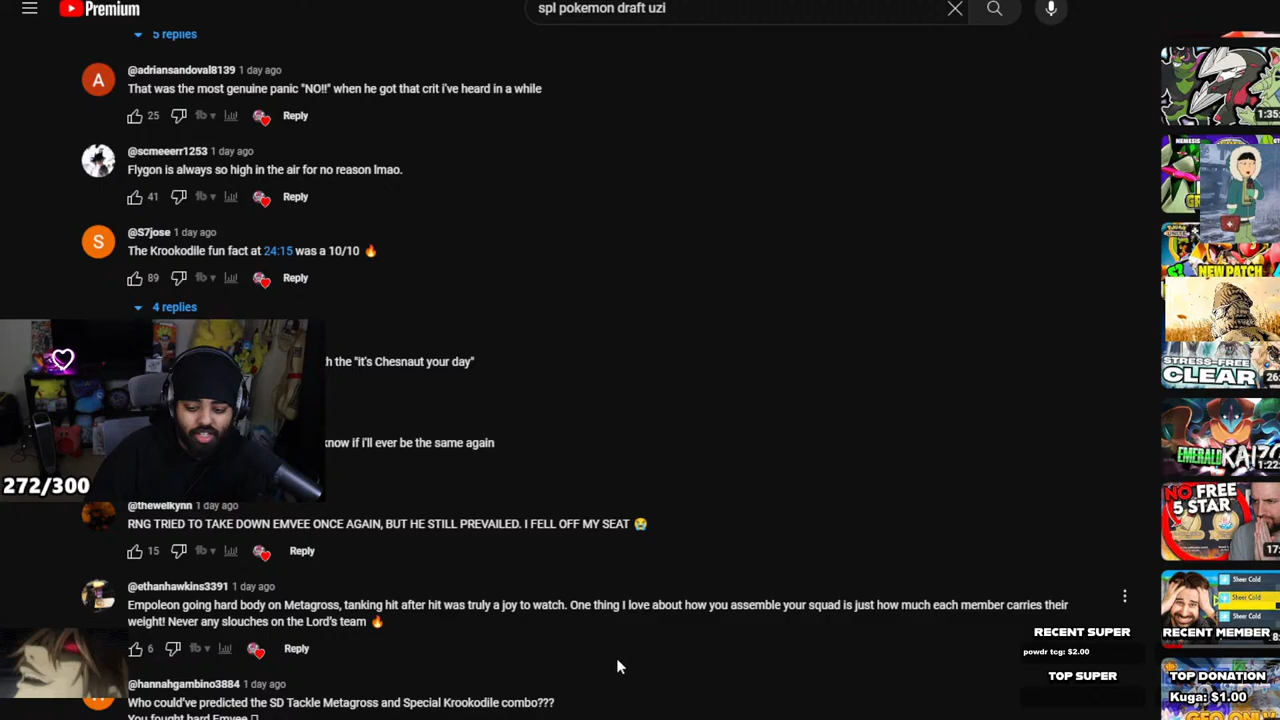 Premium
spl pokemon draft uzi
5 replies
@adriansandoval8139 1 day ago
That was the most genuine panic "NO!!" when he got that crit i've heard in a while
25 Reply
@scmeeerr1253 1 day ago
Flygon is always so high in the air for no reason lmao.
41 Reply
@S7jose 1 day ago
The Krookodile fun fact at 24:15 was a 10/10 🔥
89 Reply
4 replies
th the "it's Chesnaut your day"
know if i'll ever be the same again
272/300
@thewelkynn 1 day ago
RNG TRIED TO TAKE DOWN EMVEE ONCE AGAIN, BUT HE STILL PREVAILED. I FELL OFF MY SEAT 😭
15 Reply
@ethanhawkins3391 1 day ago
Empoleon going hard body on Metagross, tanking hit after hit was truly a joy to watch. One thing I love about how you assemble your squad is just how much each member carries their
weight! Never any slouches on the Lord's team 🔥
6 Reply
@hannahgambino3884 1 day ago
Who could've predicted the SD Tackle Metagross and Special Krookodile combo???
You fought hard Emvee
1:35:
NEMESIS
NEW PATCH
STRESS-FREE
CLEAR
26:
EMERALD KAIZO
1:22:
NO FREE
5 STAR
17:
Sheer Cold
Sheer Cold
Sheer Cold
RECENT MEMBER
RECENT SUPER
powdr tcg: $2.00
TOP SUPER
TOP DONATION
Kuga: $1.00